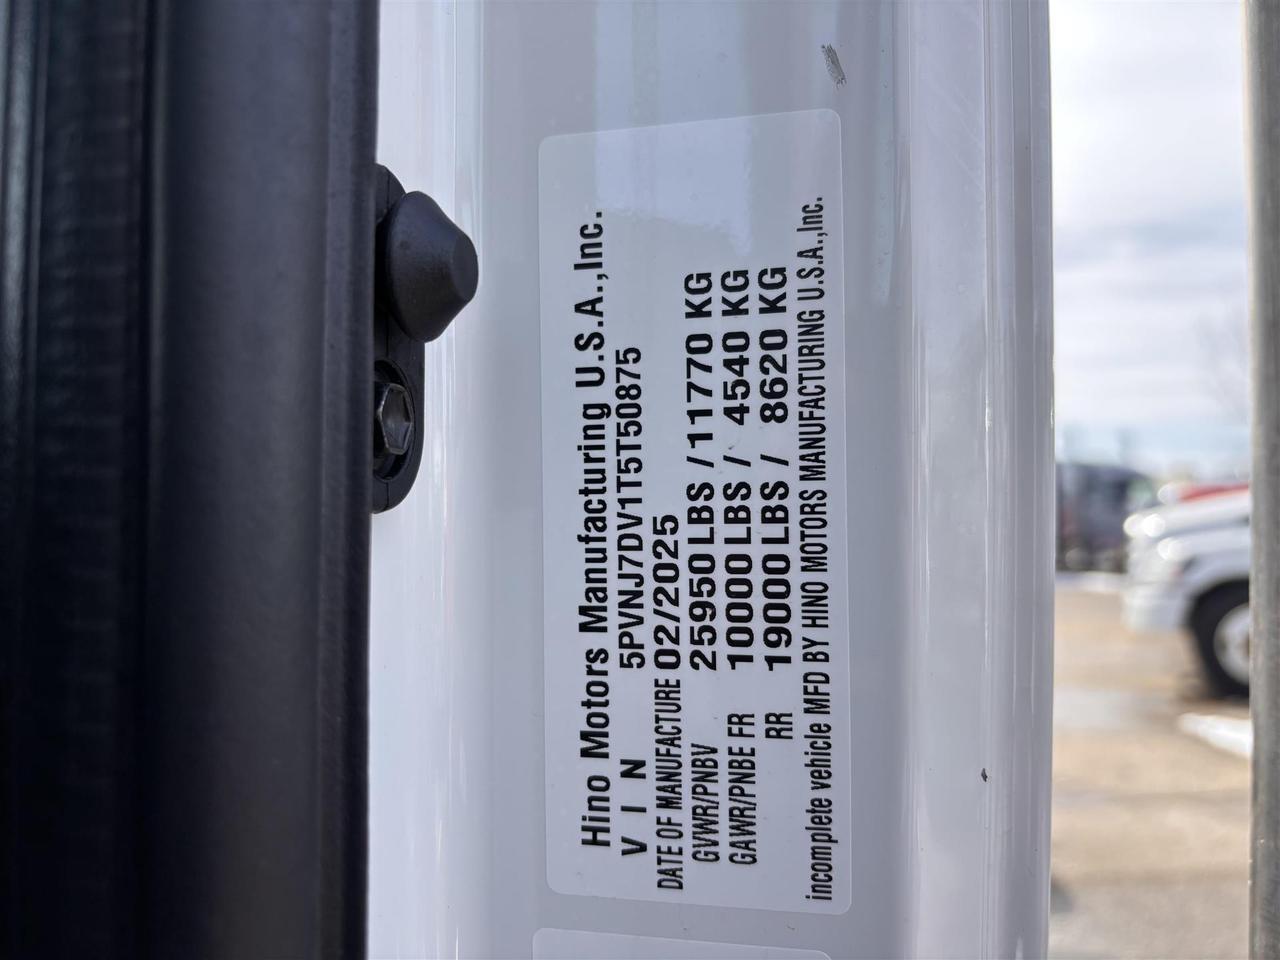 Hino Motors Manufacturing U.S.A.,Inc.
V I N 5PVNJ7DV1T5T50875
DATE OF MANUFACTURE 02/2025
GVWR/PNBV 25950 LBS / 11770 KG
GAWR/PNBE FR 10000 LBS / 4540 KG
RR 19000 LBS / 8620 KG
incomplete vehicle MFD BY HINO MOTORS MANUFACTURING U.S.A.,Inc.